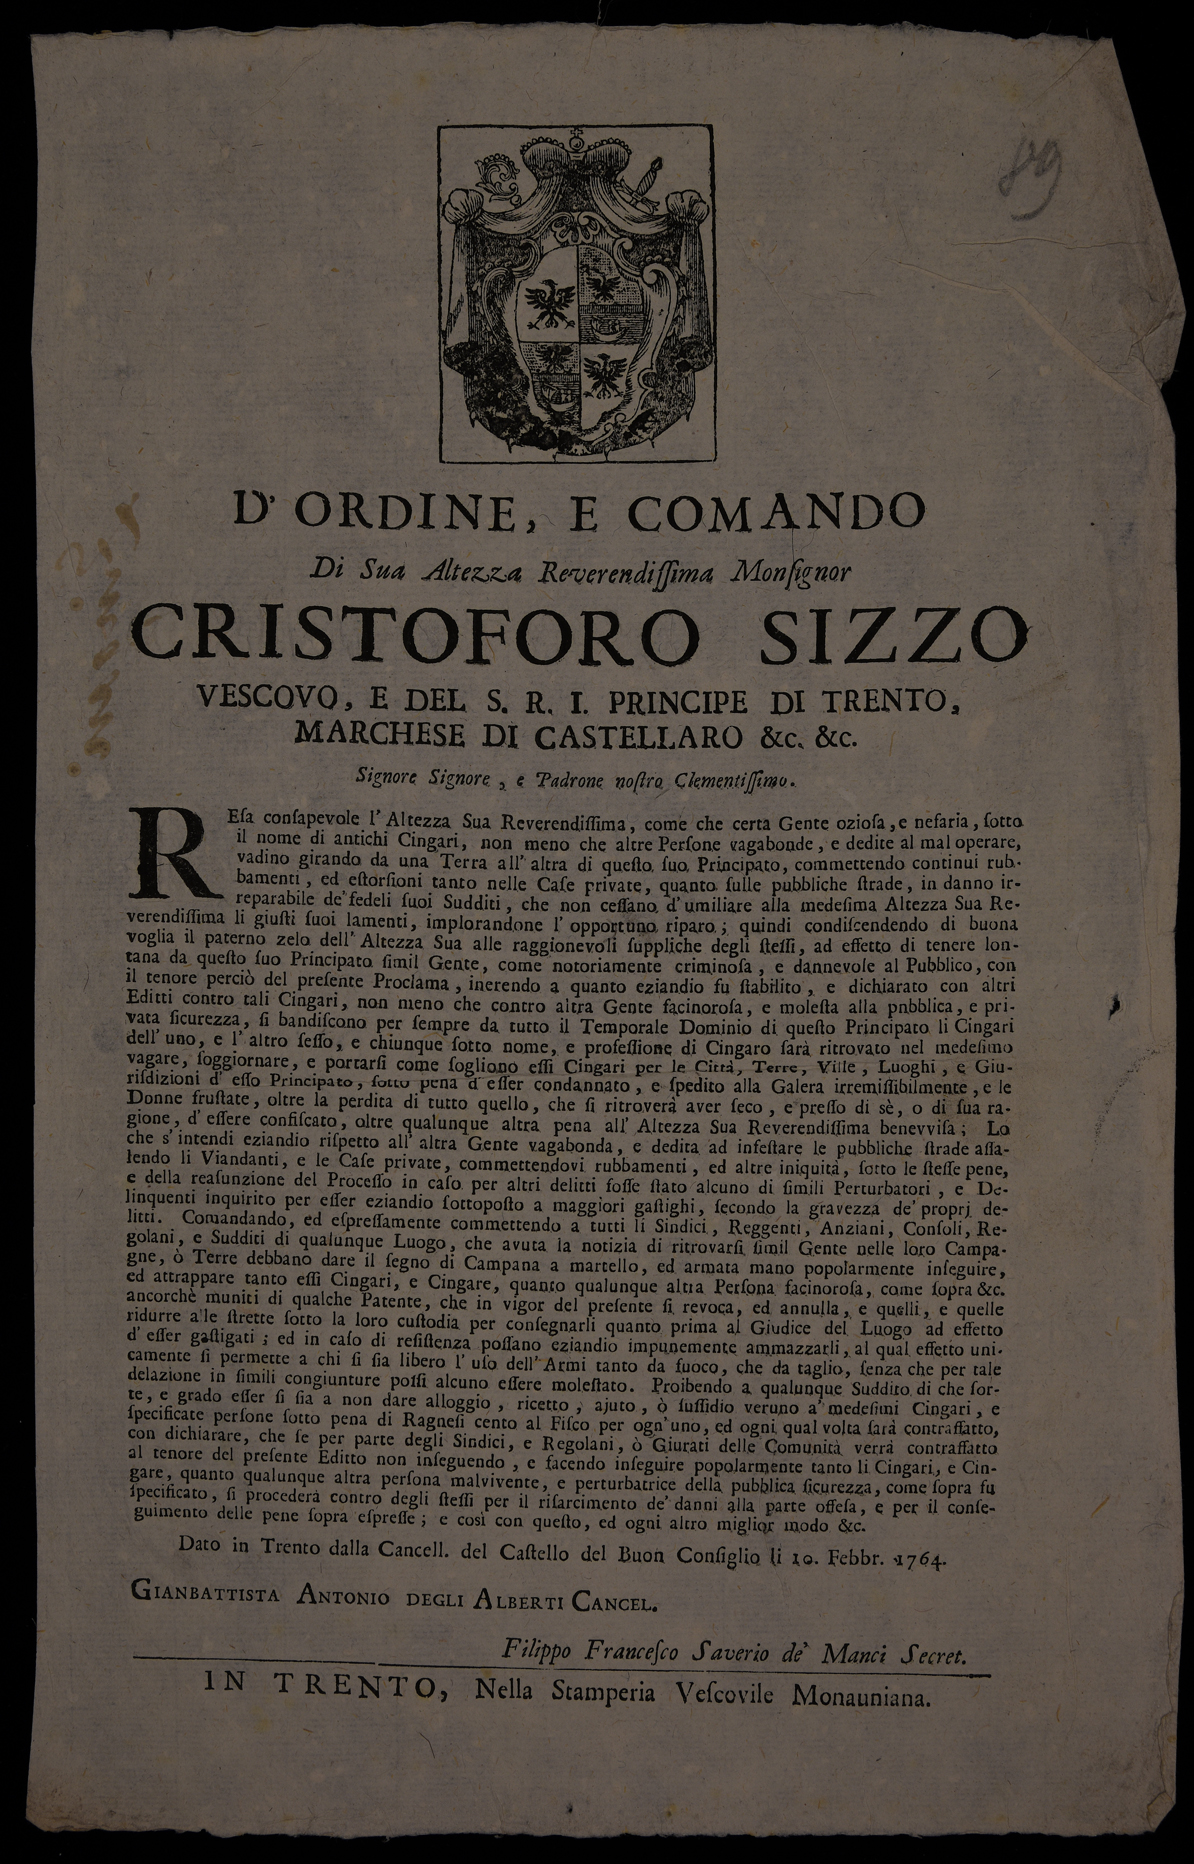 89
D' ORDINE, E COMANDO
Di Sua Altezza Reverendiſſima Monſignor
CRISTOFORO SIZZO
VESCOVO, E DEL S. R. I. PRINCIPE DI TRENTO,
MARCHESE DI CASTELLARO &c. &c.
Signore Signore, e Padrone noſtro Clementiſſimo.
REſa conſapevole l' Altezza Sua Reverendiſſima, come che certa Gente ozioſa, e nefaria, ſotto
il nome di antichi Cingari, non meno che altre Perſone vagabonde, e dedite al mal operare,
vadino girando da una Terra all' altra di queſto ſuo Principato, commettendo continui rub-
bamenti, ed eſtorſioni tanto nelle Caſe private, quanto ſulle pubbliche ſtrade, in danno ir-
reparabile de' fedeli ſuoi Sudditi, che non ceſſano d' umiliare alla medeſima Altezza Sua Re-
verendiſſima li giuſti ſuoi lamenti, implorandone l' opportuno riparo; quindi condiſcendendo di buona
voglia il paterno zelo dell' Altezza Sua alle raggionevoli ſuppliche degli ſteſſi, ad effetto di tenere lon-
tana da queſto ſuo Principato ſimil Gente, come notoriamente criminoſa, e dannevole al Pubblico, con
il tenore perciò del preſente Proclama, inerendo a quanto eziandio fu ſtabilito, e dichiarato con altri
Editti contro tali Cingari, non meno che contro altra Gente facinoroſa, e moleſta alla pnbblica, e pri-
vata ſicurezza, ſi bandiſcono per ſempre da tutto il Temporale Dominio di queſto Principato li Cingari
dell' uno, e l' altro ſeſſo, e chiunque ſotto nome, e profeſſione di Cingaro ſarà ritrovato nel medeſimo
vagare, ſoggiornare, e portarſi come ſogliono eſſi Cingari per le Città, Terre, Ville, Luoghi, e Giu-
riſdizioni d' eſſo Principato, ſotto pena d' eſſer condannato, e ſpedito alla Galera irremiſſibilmente, e le
Donne fruſtate, oltre la perdita di tutto quello, che ſi ritroverà aver ſeco, e preſſo di sè, o di ſua ra-
gione, d' eſſere confiſcato, oltre qualunque altra pena all' Altezza Sua Reverendiſſima benevviſa; Lo
che s' intendi eziandio riſpetto all' altra Gente vagabonda, e dedita ad infeſtare le pubbliche ſtrade aſſa-
lendo li Viandanti, e le Caſe private, commettendovi rubbamenti, ed altre iniquità, ſotto le ſteſſe pene,
e della reaſunzione del Proceſſo in caſo per altri delitti foſſe ſtato alcuno di ſimili Perturbatori, e De-
linquenti inquirito per eſſer eziandio ſottopoſto a maggiori gaſtighi, ſecondo la gravezza de' proprj de-
litti. Comandando, ed eſpreſſamente commettendo a tutti li Sindici, Reggenti, Anziani, Conſoli, Re-
golani, e Sudditi di qualunque Luogo, che avuta la notizia di ritrovarſi ſimil Gente nelle loro Campa-
gne, ò Terre debbano dare il ſegno di Campana a martello, ed armata mano popolarmente inſeguire,
ed attrappare tanto eſſi Cingari, e Cingare, quanto qualunque altra Perſona facinoroſa, come ſopra &c.
ancorchè muniti di qualche Patente, che in vigor del preſente ſi revoca, ed annulla, e quelli, e quelle
ridurre alle ſtrette ſotto la loro cuſtodia per conſegnarli quanto prima al Giudice del Luogo ad effetto
d' eſſer gaſtigati; ed in caſo di reſiſtenza poſſano eziandio impunemente ammazzarli, al qual effetto uni-
camente ſi permette a chi ſi ſia libero l' uſo dell' Armi tanto da fuoco, che da taglio, ſenza che per tale
delazione in ſimili congiunture poſſi alcuno eſſere moleſtato. Proibendo a qualunque Suddito di che ſor-
te, e grado eſſer ſi ſia a non dare alloggio, ricetto, ajuto, ò ſuſſidio veruno a' medeſimi Cingari, e
ſpecificate perſone ſotto pena di Ragneſi cento al Fiſco per ogn' uno, ed ogni qual volta ſarà contraffatto,
con dichiarare, che ſe per parte degli Sindici, e Regolani, ò Giurati delle Comunità verrà contraffatto
al tenore del preſente Editto non inſeguendo, e facendo inſeguire popolarmente tanto li Cingari, e Cin-
gare, quanto qualunque altra perſona malvivente, e perturbatrice della pubblica ſicurezza, come ſopra fu
ſpecificato, ſi procederà contro degli ſteſſi per il riſarcimento de' danni alla parte offeſa, e per il conſe-
guimento delle pene ſopra eſpreſſe; e così con queſto, ed ogni altro miglior modo &c.
Dato in Trento dalla Cancell. del Caſtello del Buon Conſiglio li 10. Febbr. 1764.
GIANBATTISTA ANTONIO DEGLI ALBERTI CANCEL.
Filippo Franceſco Saverio de' Manci Secret.
IN TRENTO, Nella Stamperia Veſcovile Monauniana.